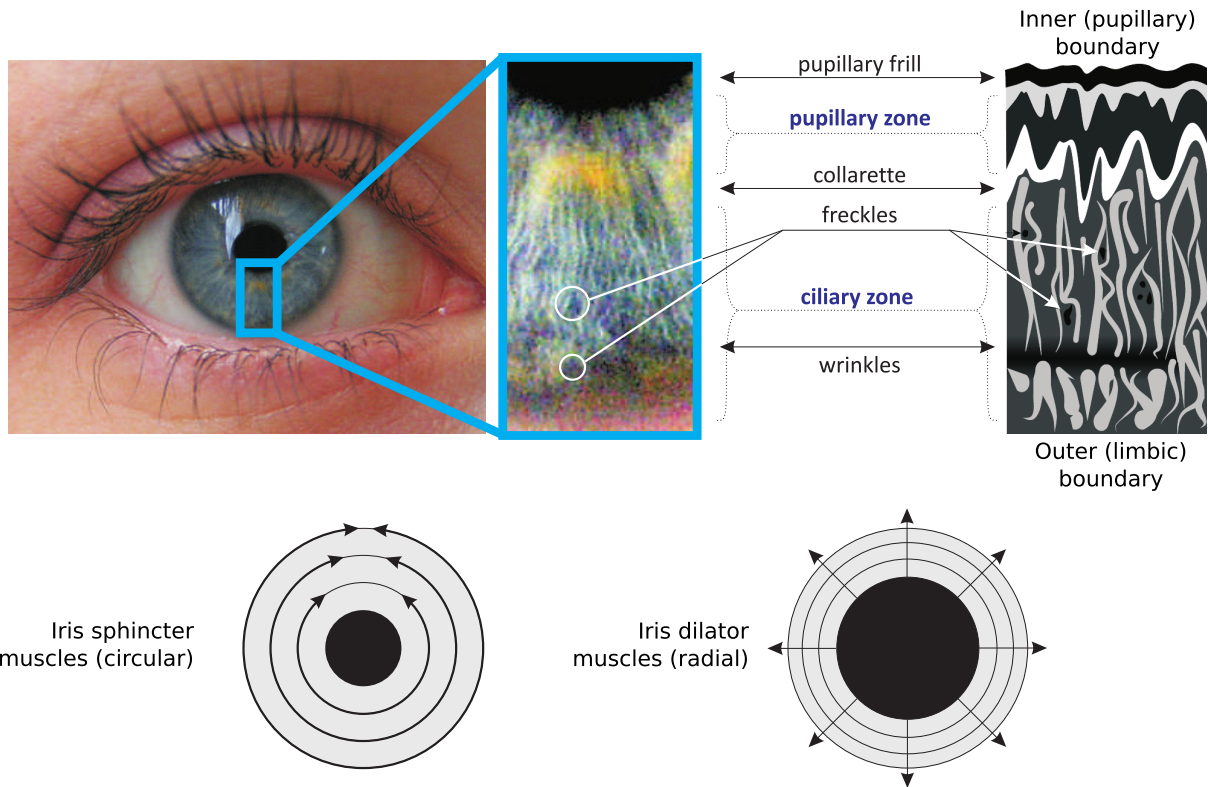 Inner (pupillary)
boundary
pupillary frill
pupillary zone
collarette
freckles
ciliary zone
wrinkles
Outer (limbic)
boundary
Iris sphincter
muscles (circular)
Iris dilator
muscles (radial)